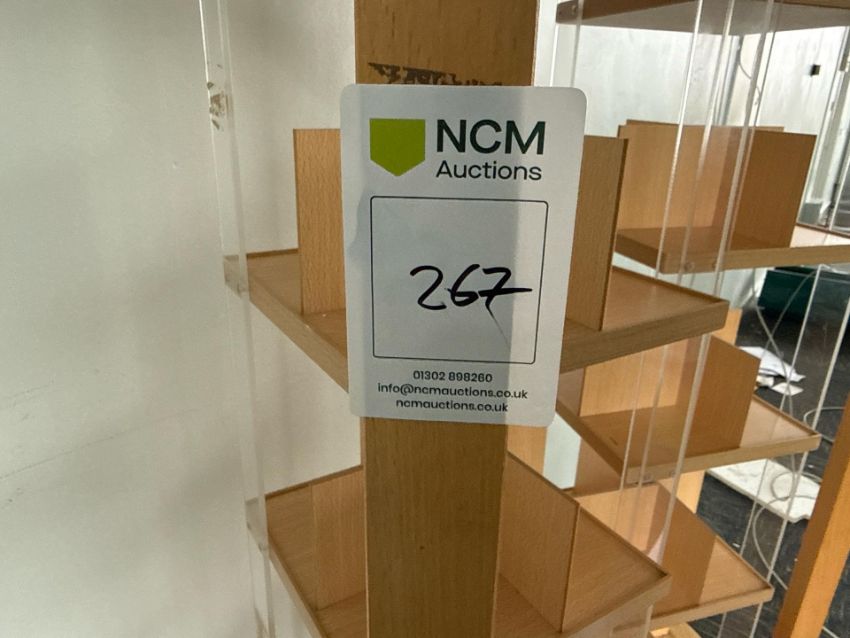 NCM
Auctions
267
01302 898260
info@ncmauctions.co.uk
ncmauctions.co.uk